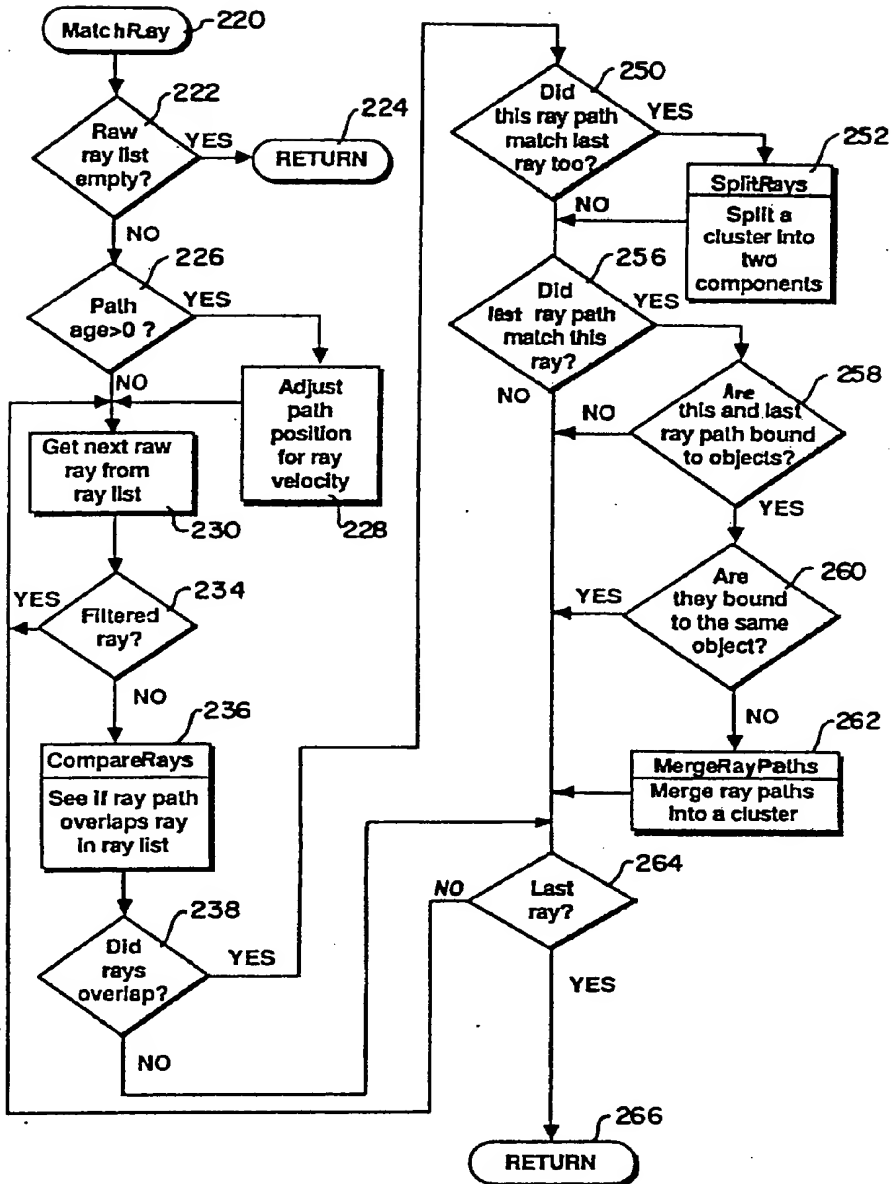 MatchRay
220
222
Raw
ray list
empty?
YES
224
RETURN
NO
226
Path
age>0 ?
YES
NO
Adjust
path
position
for ray
velocity
228
Get next raw
ray from
ray list
230
234
YES
Filtered
ray?
NO
236
CompareRays
See if ray path
overlaps ray
in ray list
238
Did
rays
overlap?
YES
NO
250
Did
this ray path
match last
ray too?
YES
252
SplitRays
Split a
cluster into
two
components
NO
256
Did
last ray path
match this
ray?
YES
NO
258
Are
this and last
ray path bound
to objects?
NO
YES
260
Are
they bound
to the same
object?
YES
NO
262
MergeRayPaths
Merge ray paths
into a cluster
264
NO
Last
ray?
YES
266
RETURN